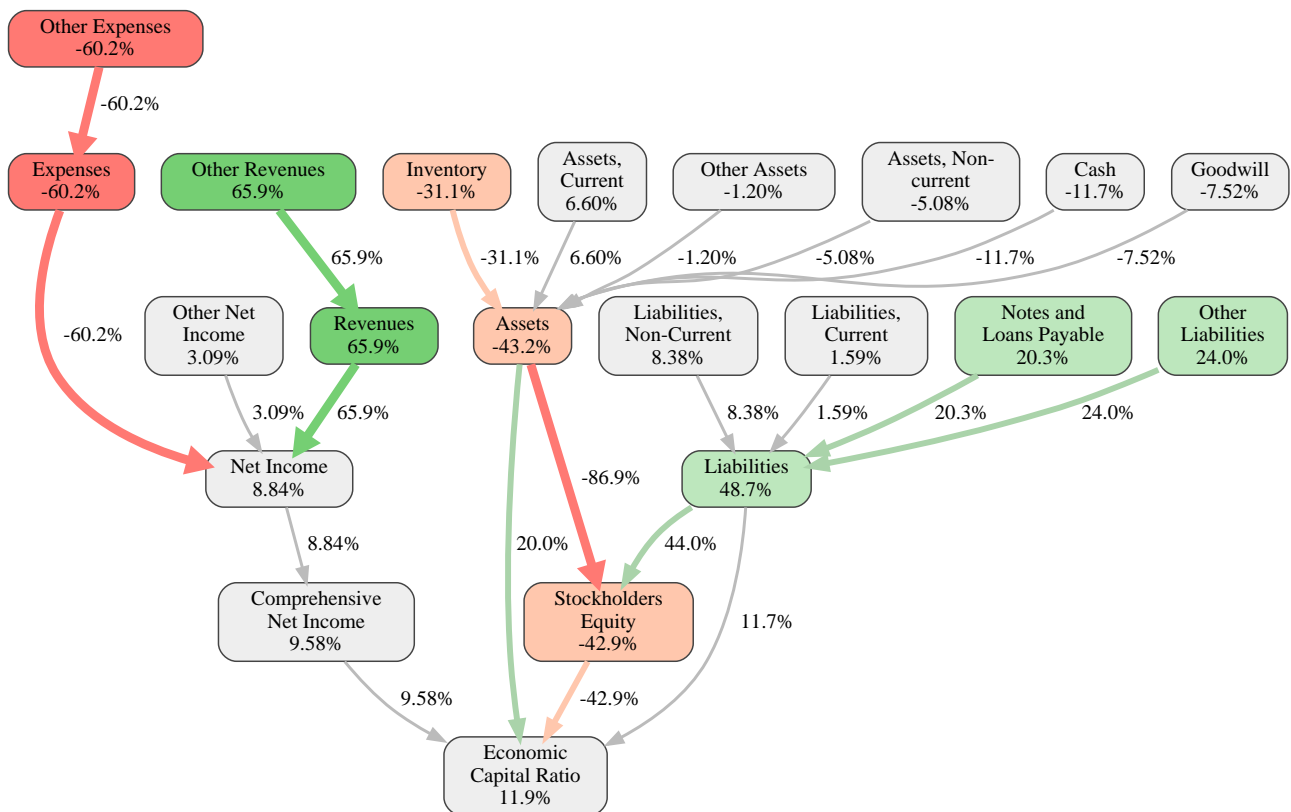 Other Expenses
-60.2%
-60.2%
Expenses
-60.2%
Other Revenues
65.9%
Inventory
-31.1%
Assets,
Current
6.60%
Other Assets
-1.20%
Assets, Non-
current
-5.08%
Cash
-11.7%
Goodwill
-7.52%
65.9%
-31.1%
6.60%
-1.20%
-5.08%
-11.7%
-7.52%
-60.2%
Other Net
Income
3.09%
Revenues
65.9%
Assets
-43.2%
Liabilities,
Non-Current
8.38%
Liabilities,
Current
1.59%
Notes and
Loans Payable
20.3%
Other
Liabilities
24.0%
3.09%
65.9%
8.38%
1.59%
20.3%
24.0%
Net Income
8.84%
Liabilities
48.7%
-86.9%
8.84%
20.0%
44.0%
Comprehensive
Net Income
9.58%
Stockholders
Equity
-42.9%
11.7%
9.58%
-42.9%
Economic
Capital Ratio
11.9%